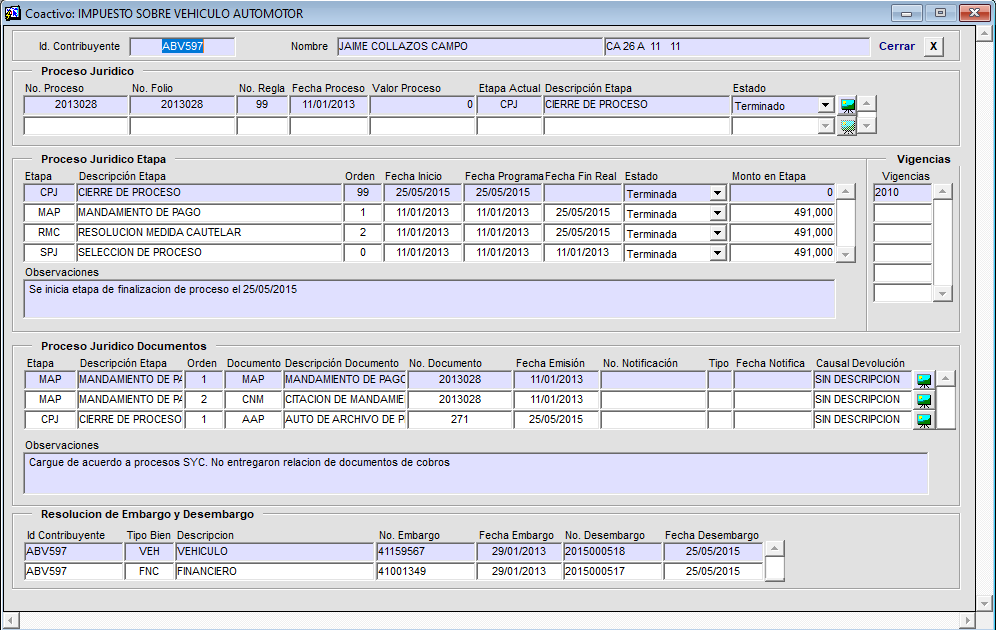 Coactivo: IMPUESTO SOBRE VEHICULO AUTOMOTOR
Id. Contribuyente ABV597 Nombre JAIME COLLAZOS CAMPO CA 26 A 11 11 Cerrar X
Proceso Juridico
No. Proceso No. Folio No. Regla Fecha Proceso Valor Proceso Etapa Actual Descripción Etapa Estado
2013028 2013028 99 11/01/2013 0 CPJ CIERRE DE PROCESO Terminado
Proceso Juridico Etapa Vigencias
Etapa Descripción Etapa Orden Fecha Inicio Fecha Programa Fecha Fin Real Estado Monto en Etapa Vigencias
CPJ CIERRE DE PROCESO 99 25/05/2015 25/05/2015 Terminada 0 2010
MAP MANDAMIENTO DE PAGO 1 11/01/2013 11/01/2013 25/05/2015 Terminada 491,000
RMC RESOLUCION MEDIDA CAUTELAR 2 11/01/2013 11/01/2013 25/05/2015 Terminada 491,000
SPJ SELECCION DE PROCESO 0 11/01/2013 11/01/2013 11/01/2013 Terminada 491,000
Observaciones
Se inicia etapa de finalizacion de proceso el 25/05/2015
Proceso Juridico Documentos
Etapa Descripción Etapa Orden Documento Descripción Documento No. Documento Fecha Emisión No. Notificación Tipo Fecha Notifica Causal Devolución
MAP MANDAMIENTO DE PA 1 MAP MANDAMIENTO DE PAGO 2013028 11/01/2013 SIN DESCRIPCION
MAP MANDAMIENTO DE PA 2 CNM CITACION DE MANDAMIE 2013028 11/01/2013 SIN DESCRIPCION
CPJ CIERRE DE PROCESO 1 AAP AUTO DE ARCHIVO DE P 271 25/05/2015 SIN DESCRIPCION
Observaciones
Cargue de acuerdo a procesos SYC. No entregaron relacion de documentos de cobros
Resolucion de Embargo y Desembargo
Id Contribuyente Tipo Bien Descripcion No. Embargo Fecha Embargo No. Desembargo Fecha Desembargo
ABV597 VEH VEHICULO 41159567 29/01/2013 2015000518 25/05/2015
ABV597 FNC FINANCIERO 41001349 29/01/2013 2015000517 25/05/2015